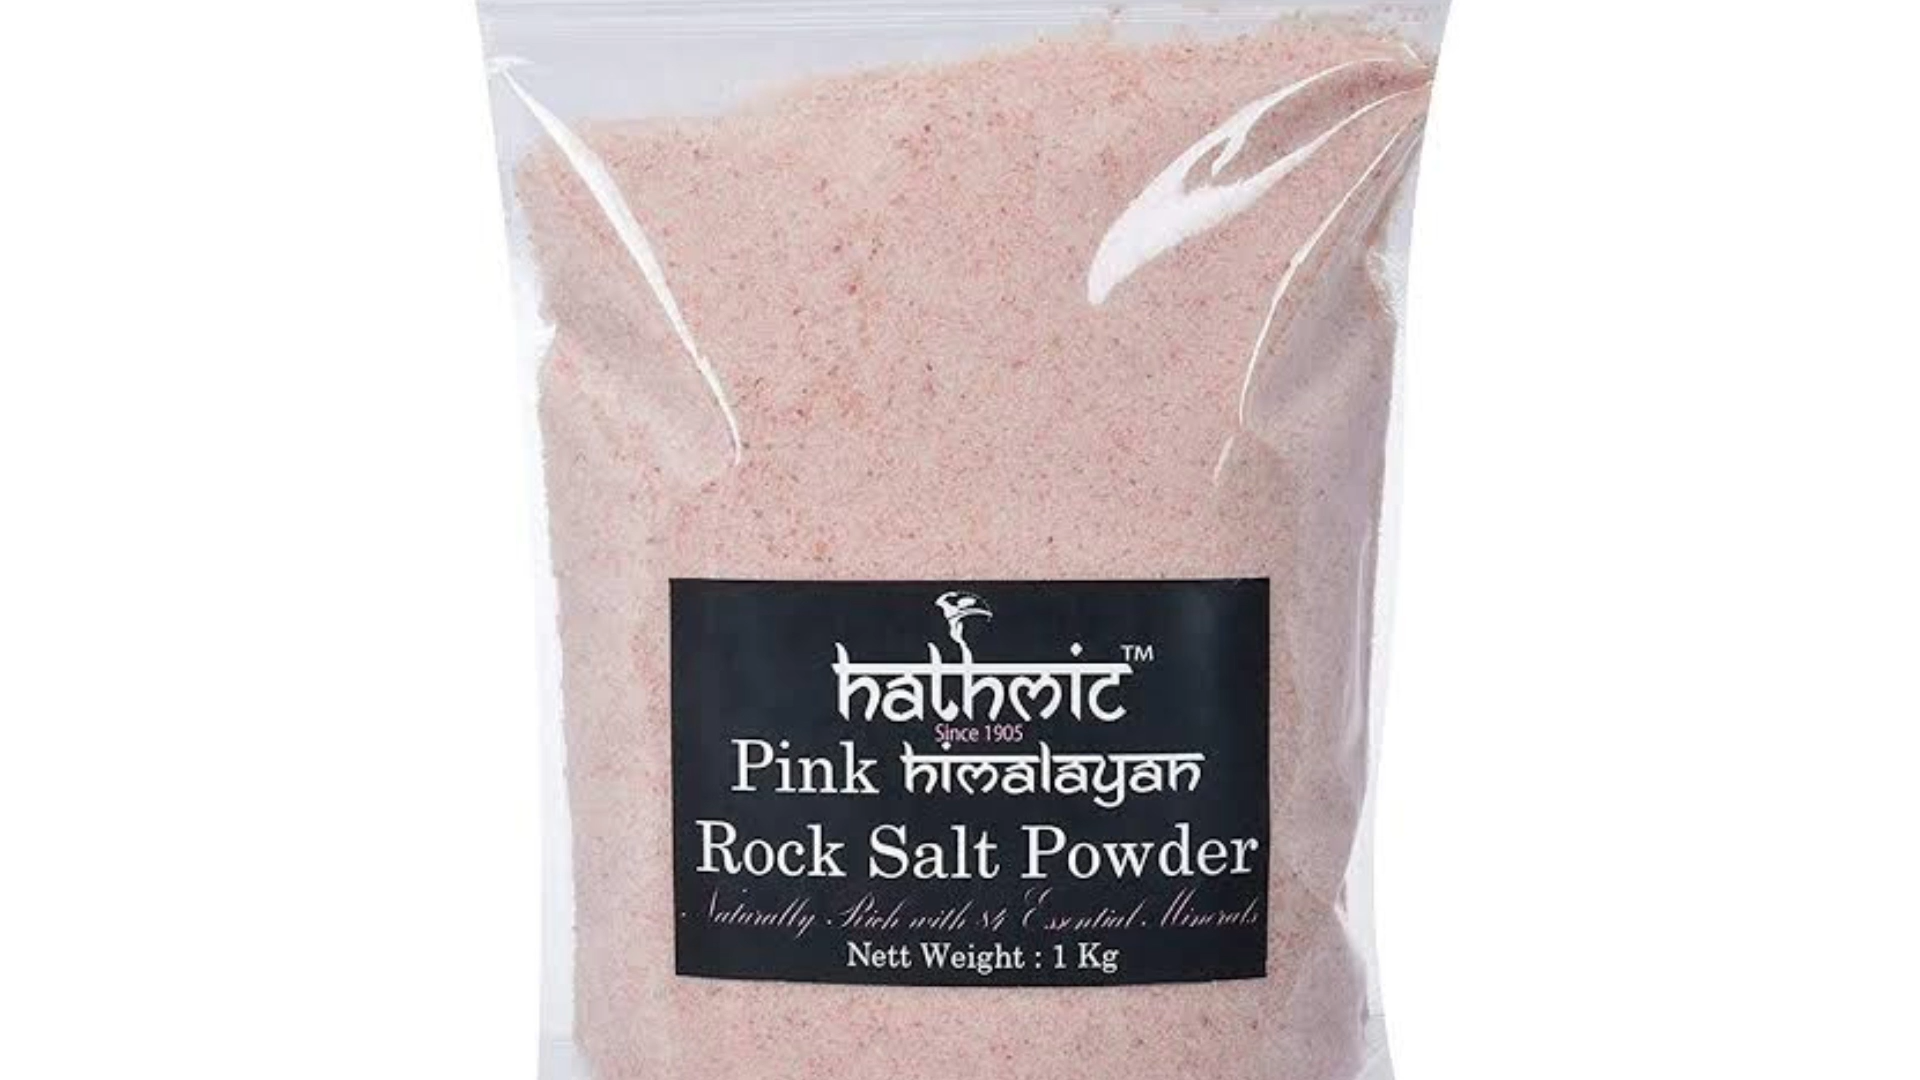 hathmic™
Since 1905
Pink himalayan
Rock Salt Powder
Naturally Rich with 84 Essential Minerals
Nett Weight : 1 Kg